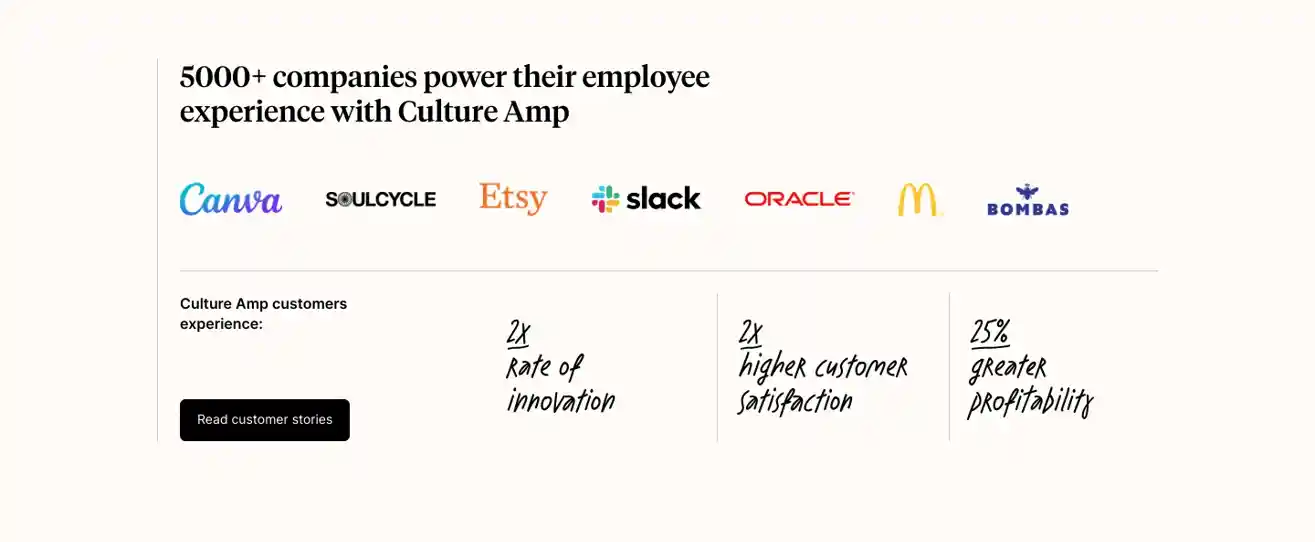 5000+ companies power their employee
experience with Culture Amp
Canva SOULCYCLE Etsy slack ORACLE BOMBAS
Culture Amp customers
experience:
Read customer stories
2x
Rate of
innovation
2x
higher customer
satisfaction
25%
greater
profitability